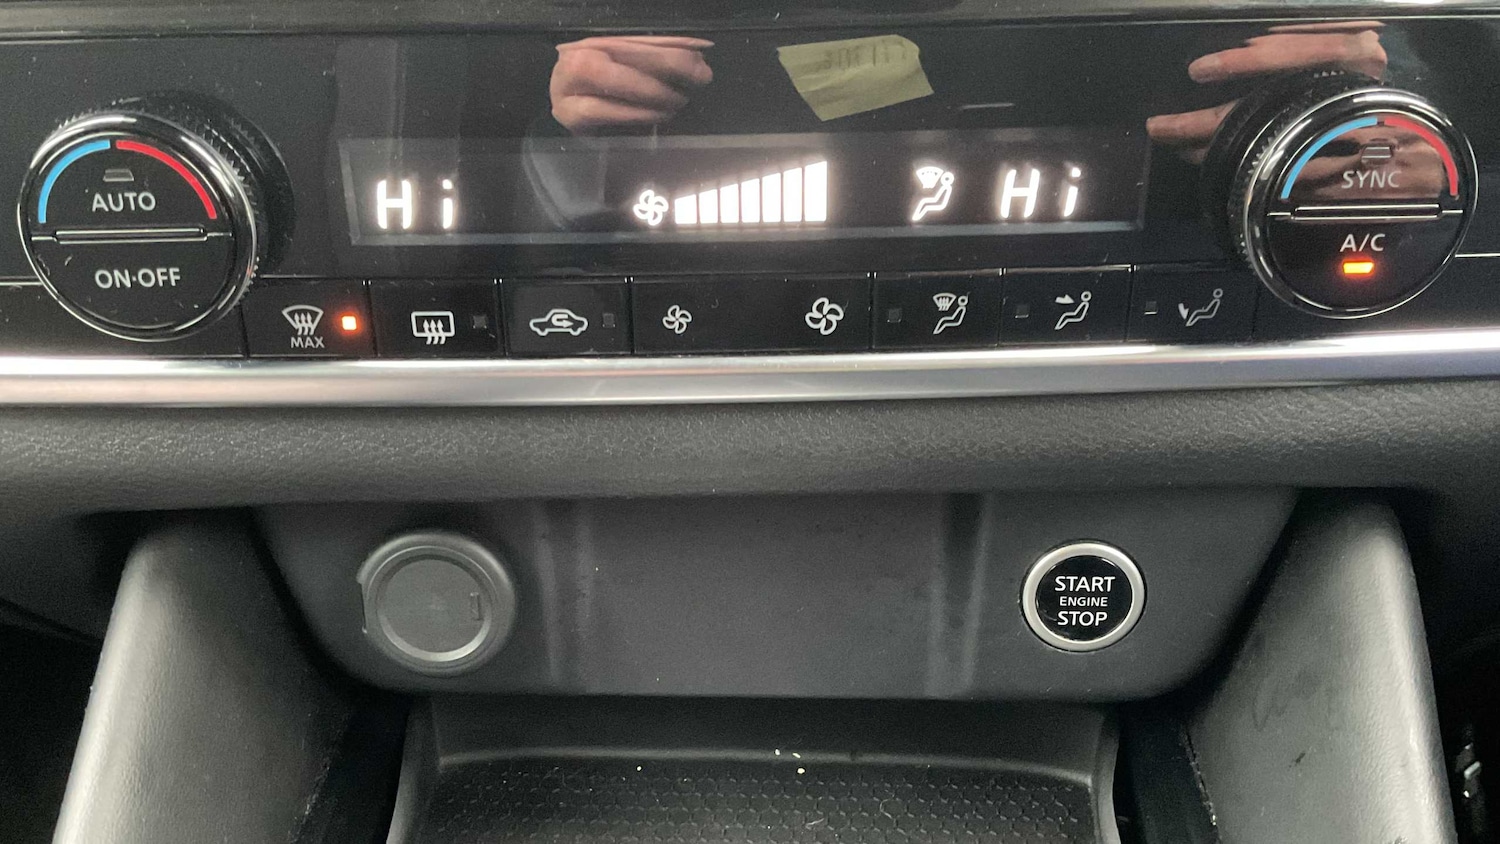 AUTO
ON·OFF
Hi
Hi
SYNC
A/C
MAX
START
ENGINE
STOP